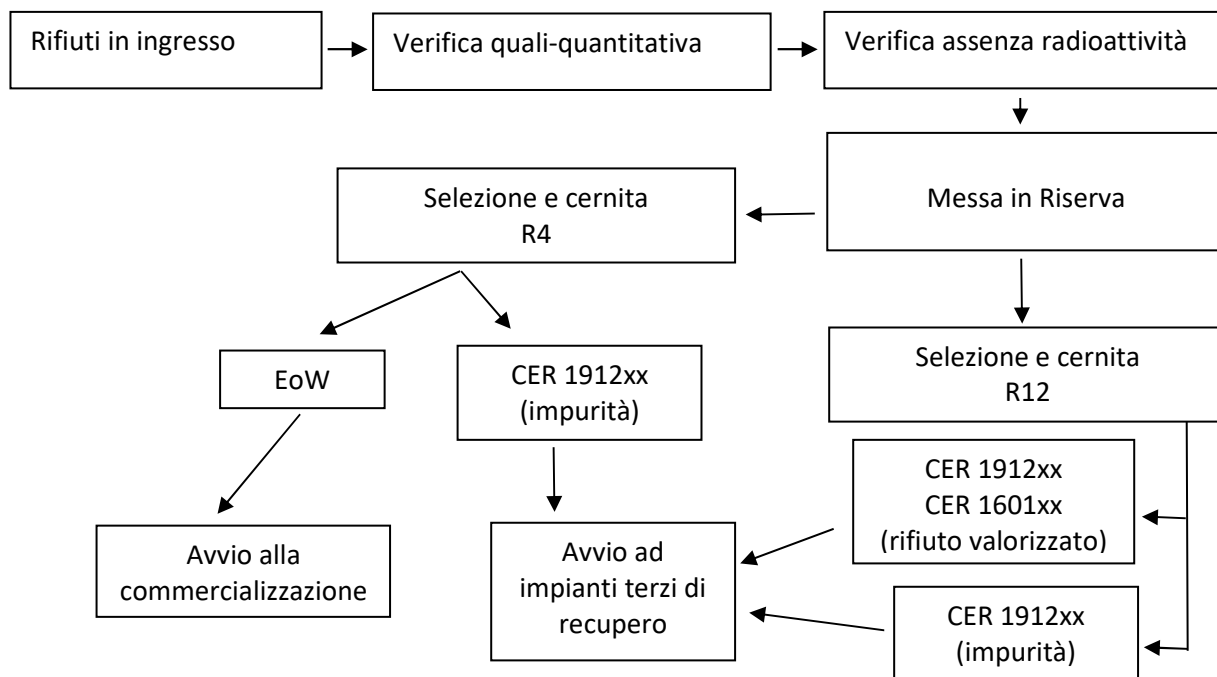 Rifiuti in ingresso
Verifica quali-quantitativa
Verifica assenza radioattività
Selezione e cernita
R4
Messa in Riserva
EoW
CER 1912xx
(impurità)
Selezione e cernita
R12
CER 1912xx
CER 1601xx
(rifiuto valorizzato)
Avvio alla
commercializzazione
Avvio ad
impianti terzi di
recupero
CER 1912xx
(impurità)